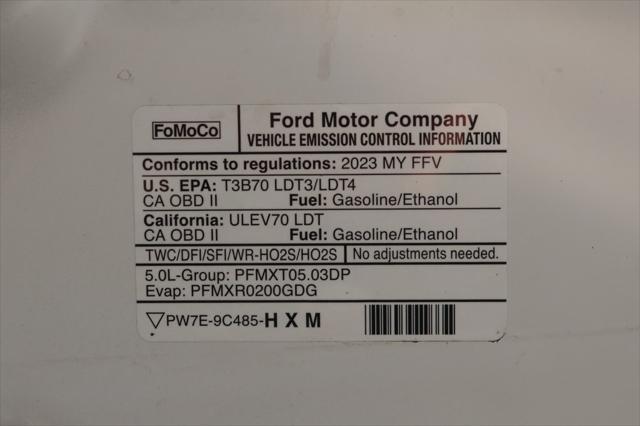 FoMoCo
Ford Motor Company
VEHICLE EMISSION CONTROL INFORMATION
Conforms to regulations: 2023 MY FFV
U.S. EPA: T3B70 LDT3/LDT4
CA OBD II Fuel: Gasoline/Ethanol
California: ULEV70 LDT
CA OBD II Fuel: Gasoline/Ethanol
TWC/DFI/SFI/WR-HO2S/HO2S No adjustments needed.
5.0L-Group: PFMXT05.03DP
Evap: PFMXR0200GDG
PW7E-9C485-H X M